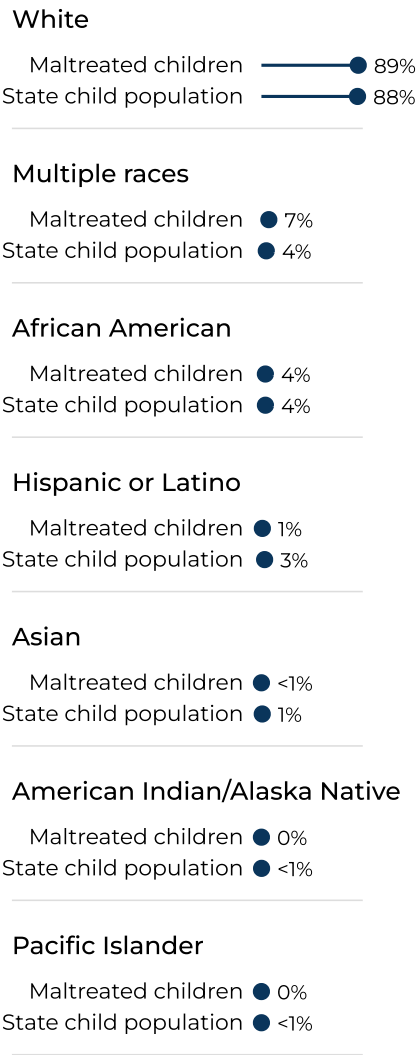 White
Maltreated children 89%
State child population 88%
Multiple races
Maltreated children 7%
State child population 4%
African American
Maltreated children 4%
State child population 4%
Hispanic or Latino
Maltreated children 1%
State child population 3%
Asian
Maltreated children <1%
State child population 1%
American Indian/Alaska Native
Maltreated children 0%
State child population <1%
Pacific Islander
Maltreated children 0%
State child population <1%